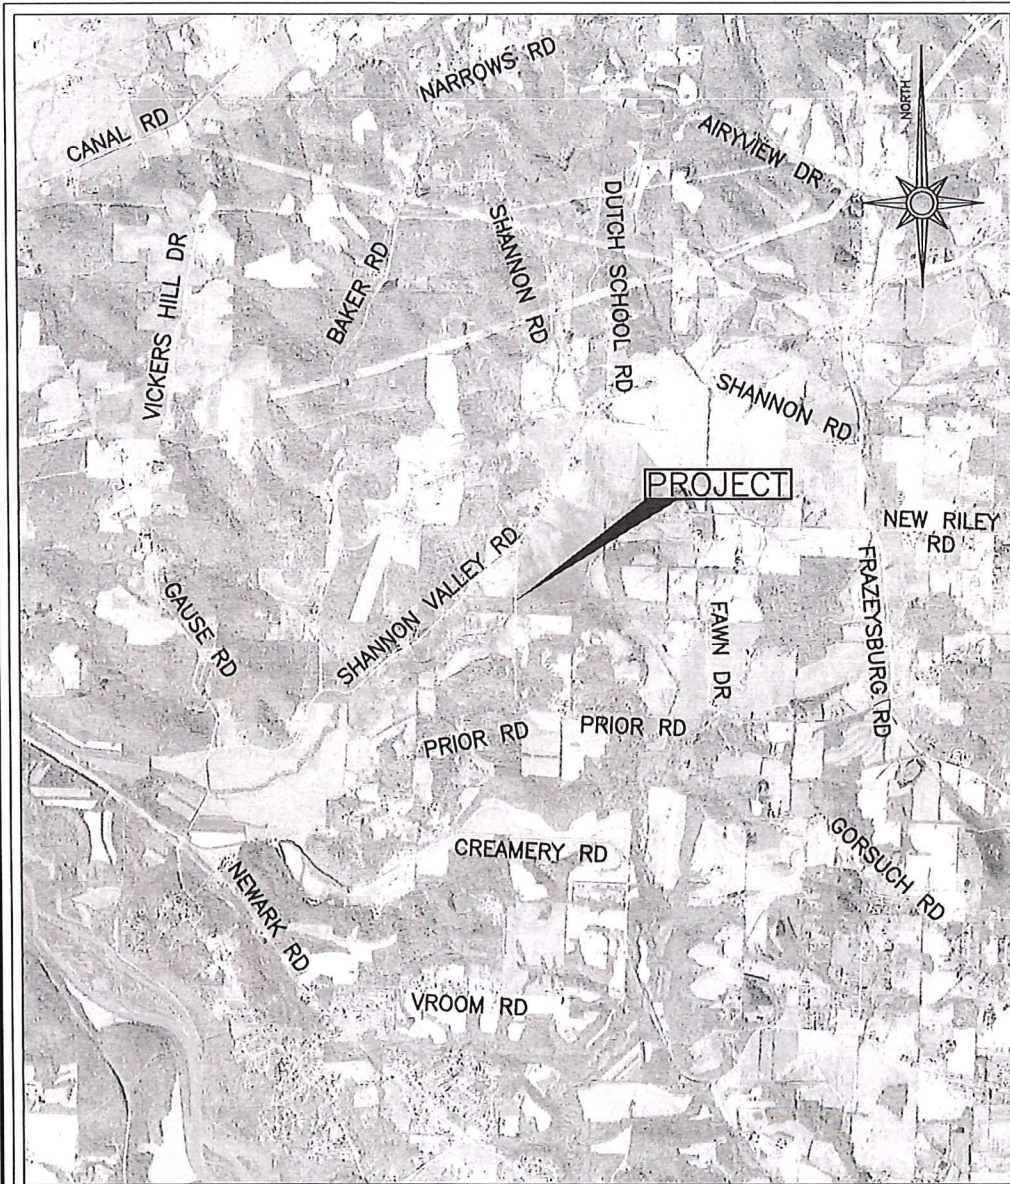 NARROWS RD
CANAL RD
NORTH
AIRYVIEW DR
SHANNON RD
DUTCH SCHOOL RD
VICKERS HILL DR
BAKER RD
SHANNON RD
PROJECT
NEW RILEY
RD
SHANNON VALLEY RD
GAUSE RD
FAWN DR
FRAZEYSBURG RD
PRIOR RD
PRIOR RD
CREAMERY RD
GORSUCH RD
NEWARK RD
VROOM RD